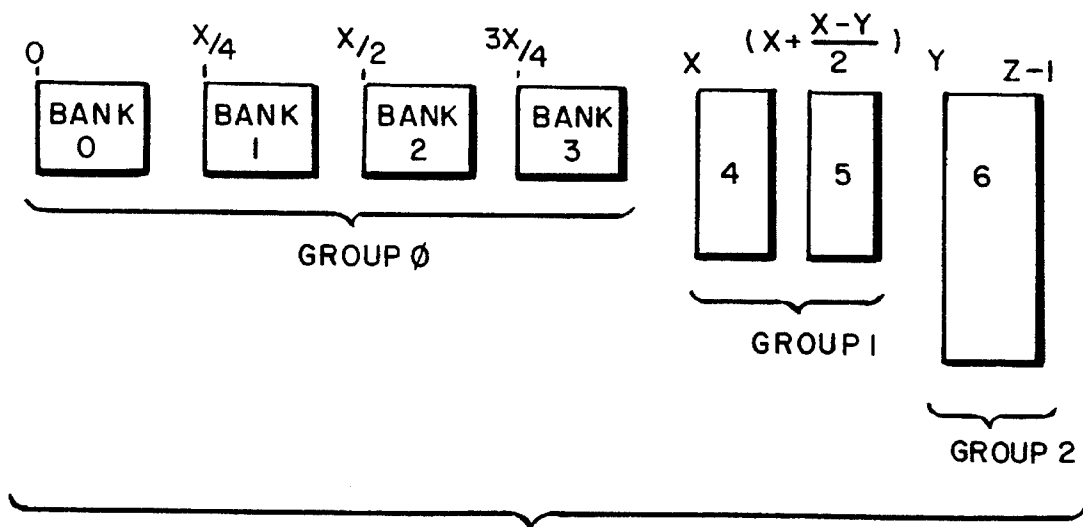 0 X/4 X/2 3X/4 X (X + X-Y/2) Y Z-1
BANK 0
BANK 1
BANK 2
BANK 3
4
5
6
GROUP Ø
GROUP 1
GROUP 2